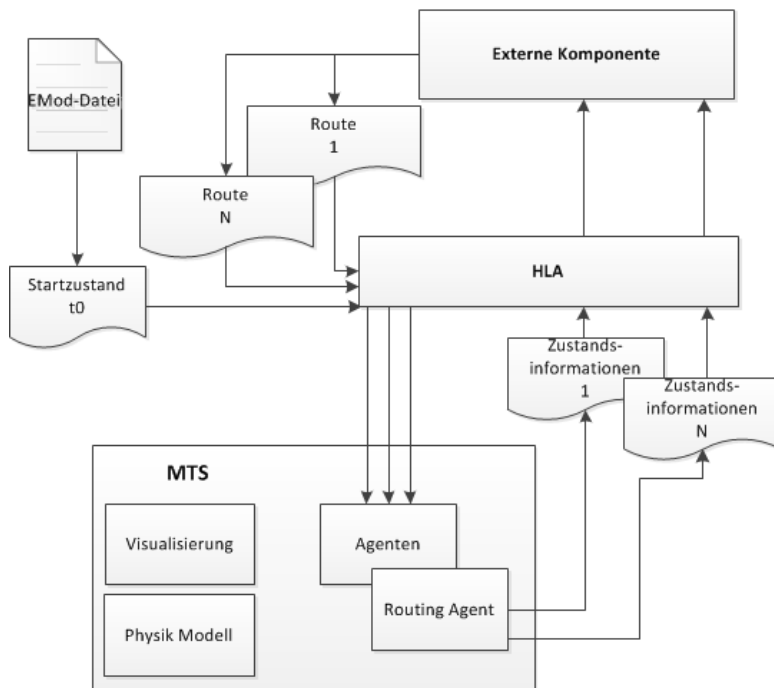 Externe Komponente
EMod-Datei
Route
1
Route
N
HLA
Startzustand
t0
Zustands-
informationen
1
Zustands-
informationen
N
MTS
Visualisierung
Agenten
Routing Agent
Physik Modell